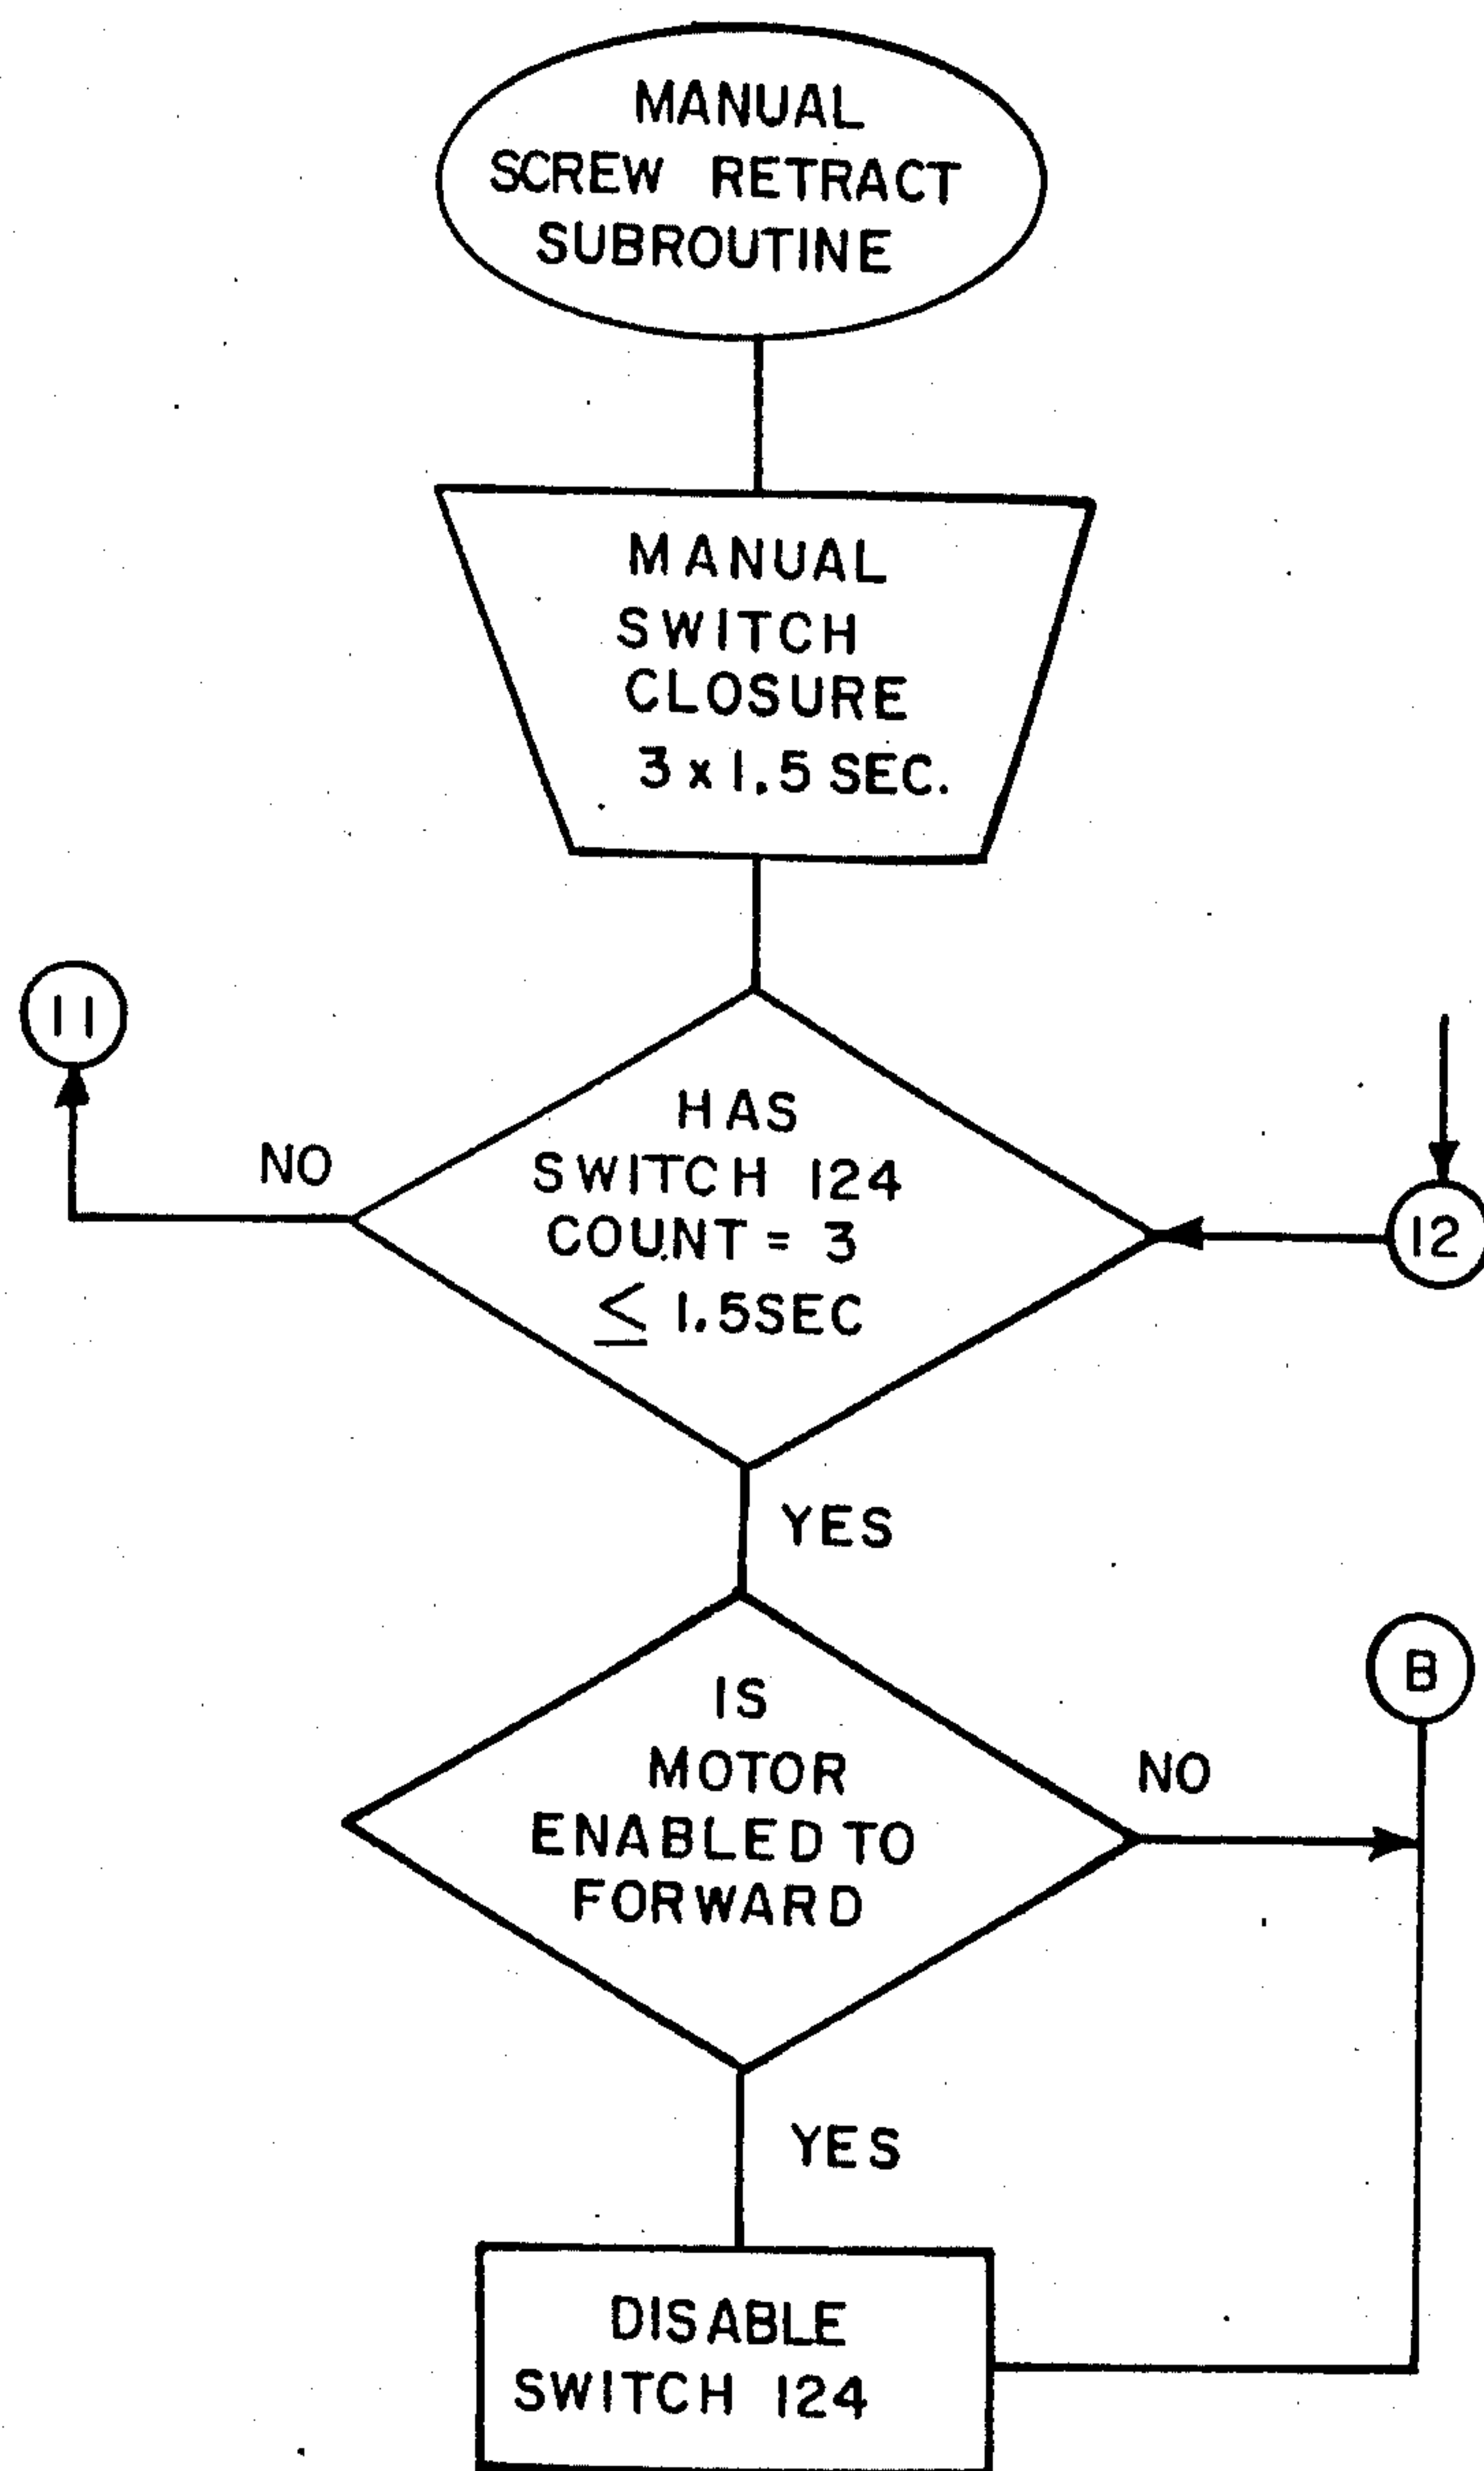 MANUAL
SCREW RETRACT
SUBROUTINE
MANUAL
SWITCH
CLOSURE
3 x 1.5 SEC.
11
NO
HAS
SWITCH 124
COUNT = 3
≤ 1.5SEC
12
YES
B
IS
MOTOR
ENABLED TO
FORWARD
NO
YES
DISABLE
SWITCH 124